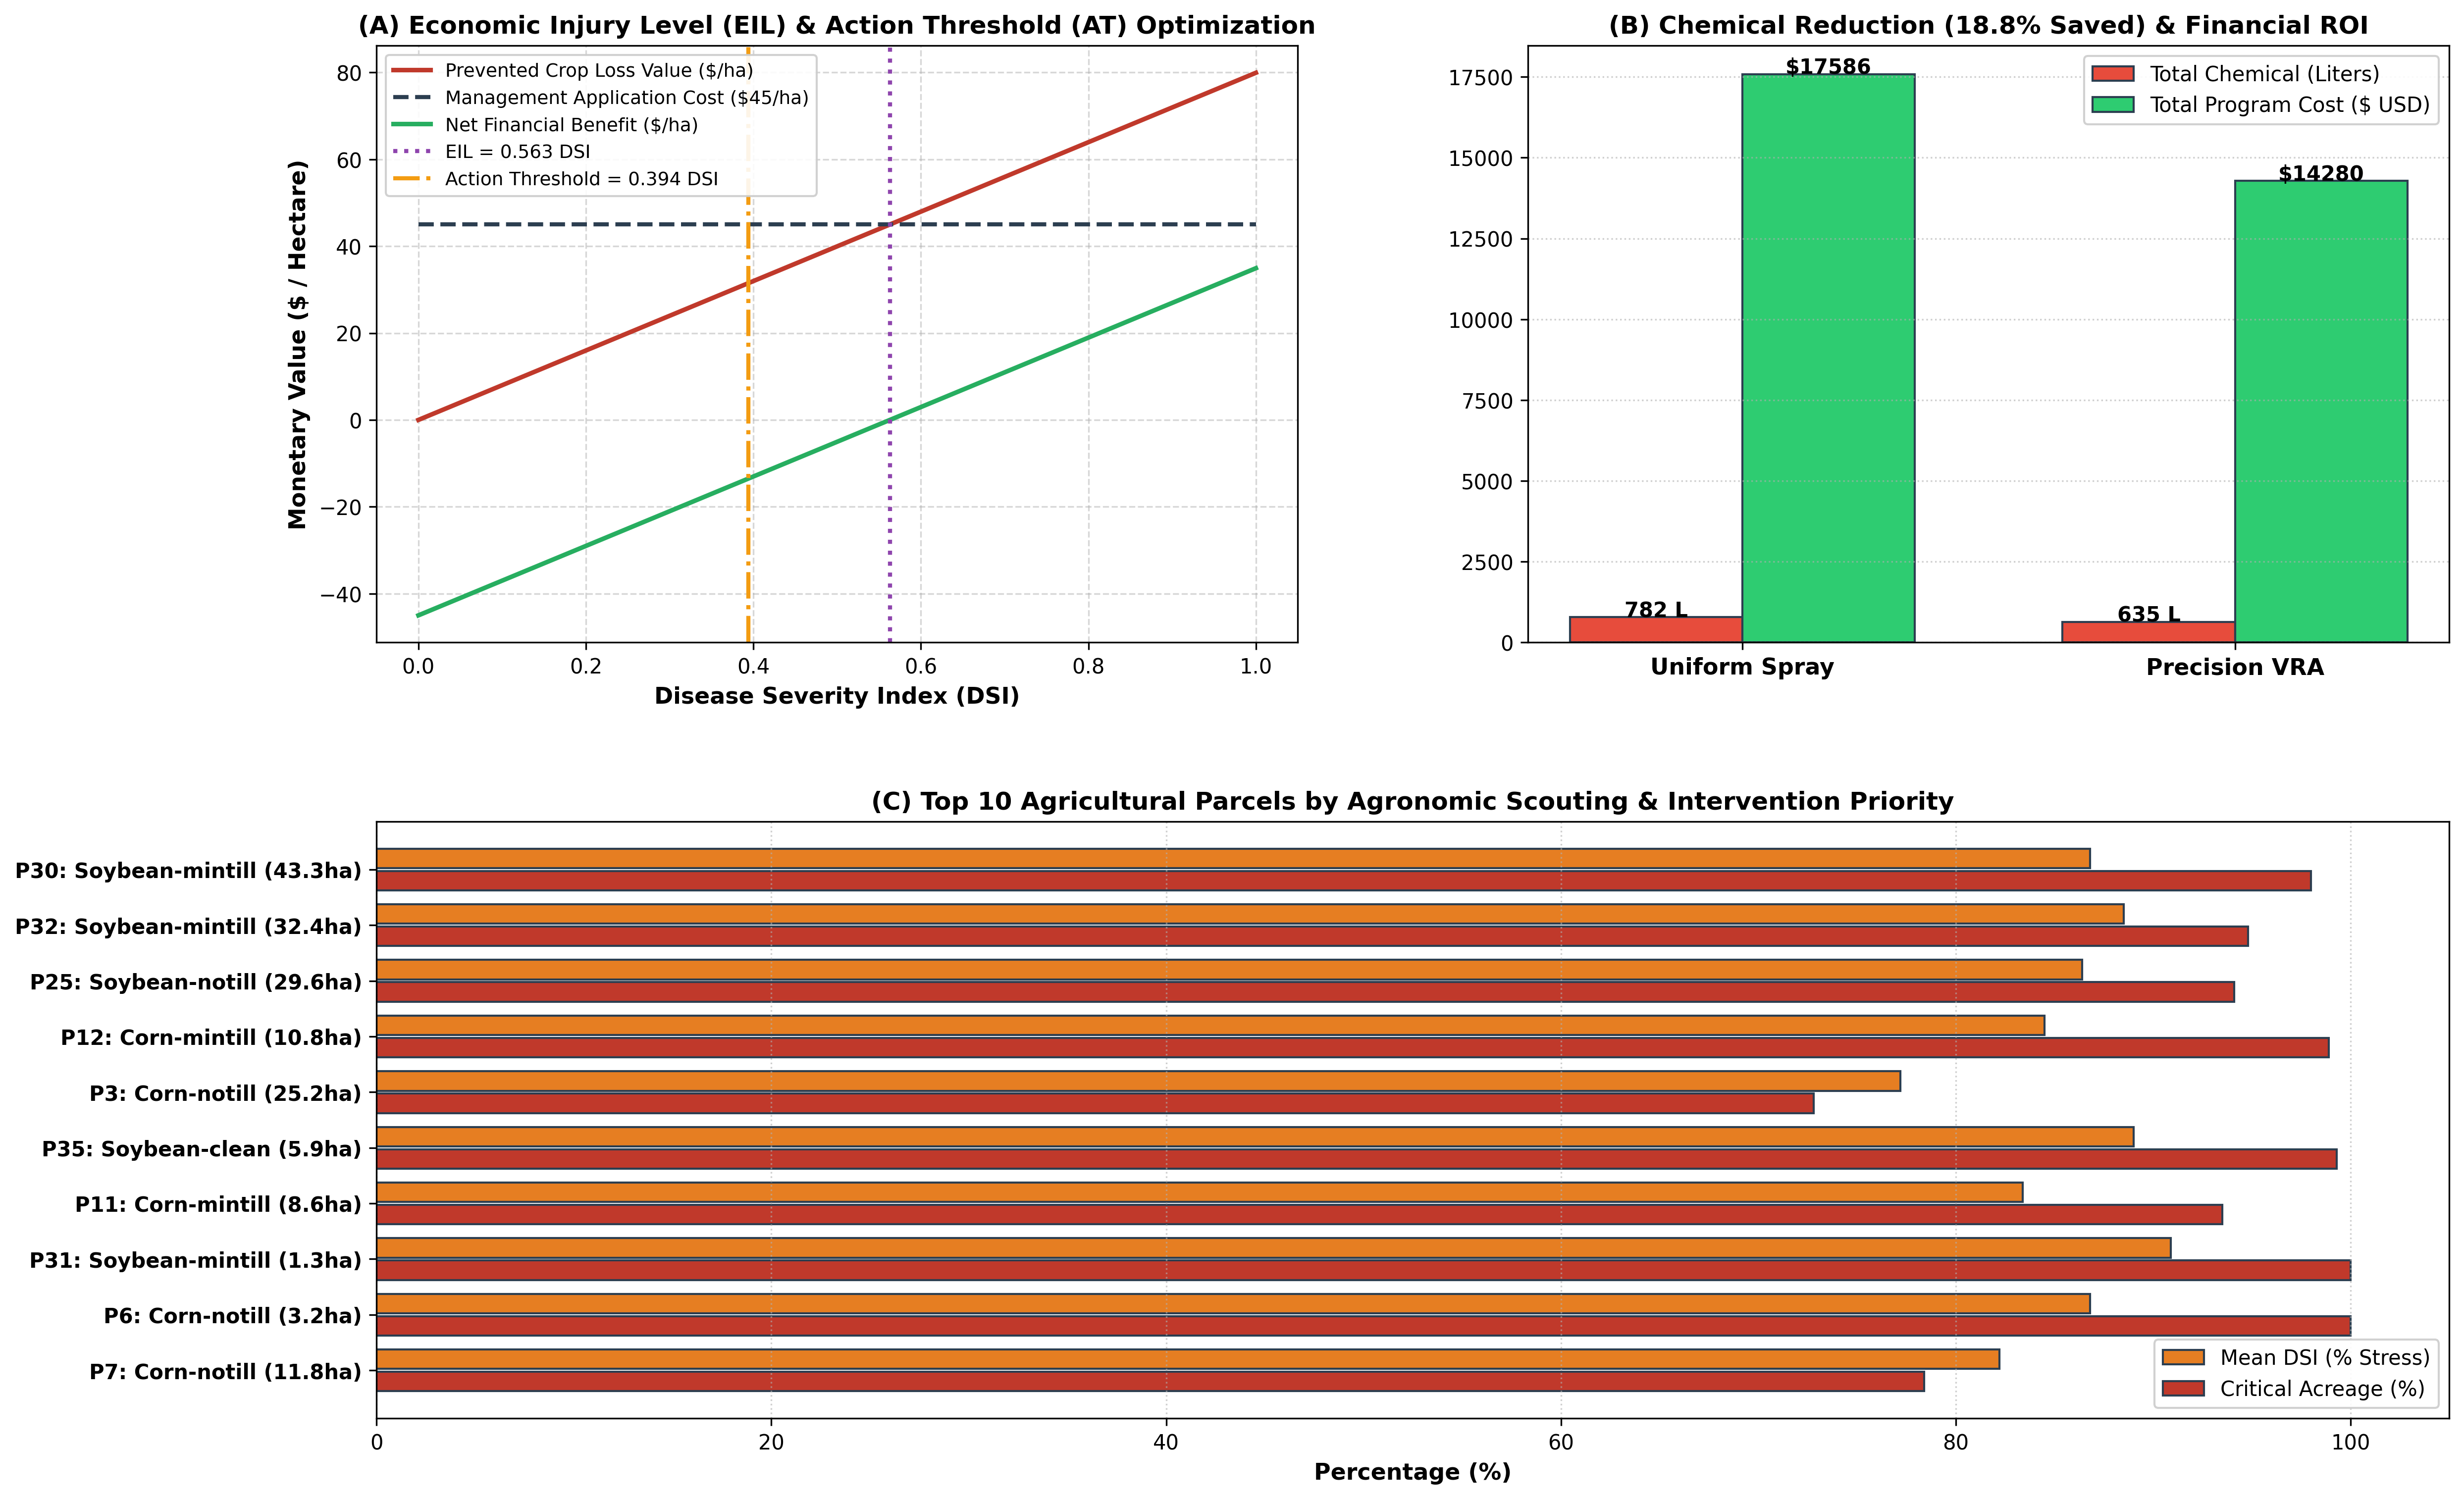 (A) Economic Injury Level (EIL) & Action Threshold (AT) Optimization
Prevented Crop Loss Value ($/ha)
Management Application Cost ($45/ha)
Net Financial Benefit ($/ha)
EIL = 0.563 DSI
Action Threshold = 0.394 DSI
Monetary Value ($ / Hectare)
80
60
40
20
0
−20
−40
0.0 0.2 0.4 0.6 0.8 1.0
Disease Severity Index (DSI)
(B) Chemical Reduction (18.8% Saved) & Financial ROI
Total Chemical (Liters)
Total Program Cost ($ USD)
17500
15000
12500
10000
7500
5000
2500
0
$17586
$14280
782 L
635 L
Uniform Spray
Precision VRA
(C) Top 10 Agricultural Parcels by Agronomic Scouting & Intervention Priority
P30: Soybean-mintill (43.3ha)
P32: Soybean-mintill (32.4ha)
P25: Soybean-notill (29.6ha)
P12: Corn-mintill (10.8ha)
P3: Corn-notill (25.2ha)
P35: Soybean-clean (5.9ha)
P11: Corn-mintill (8.6ha)
P31: Soybean-mintill (1.3ha)
P6: Corn-notill (3.2ha)
P7: Corn-notill (11.8ha)
Mean DSI (% Stress)
Critical Acreage (%)
0 20 40 60 80 100
Percentage (%)